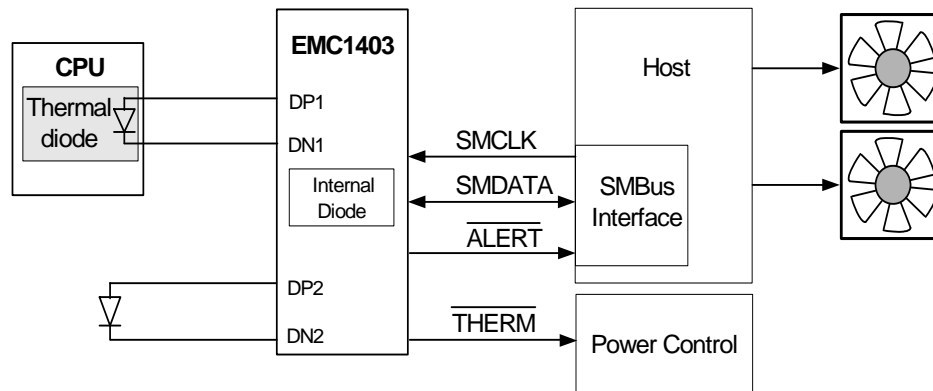 EMC1403
CPU
Thermal
diode
DP1
DN1
Internal
Diode
DP2
DN2
SMCLK
SMDATA
ALERT
THERM
Host
SMBus
Interface
Power Control